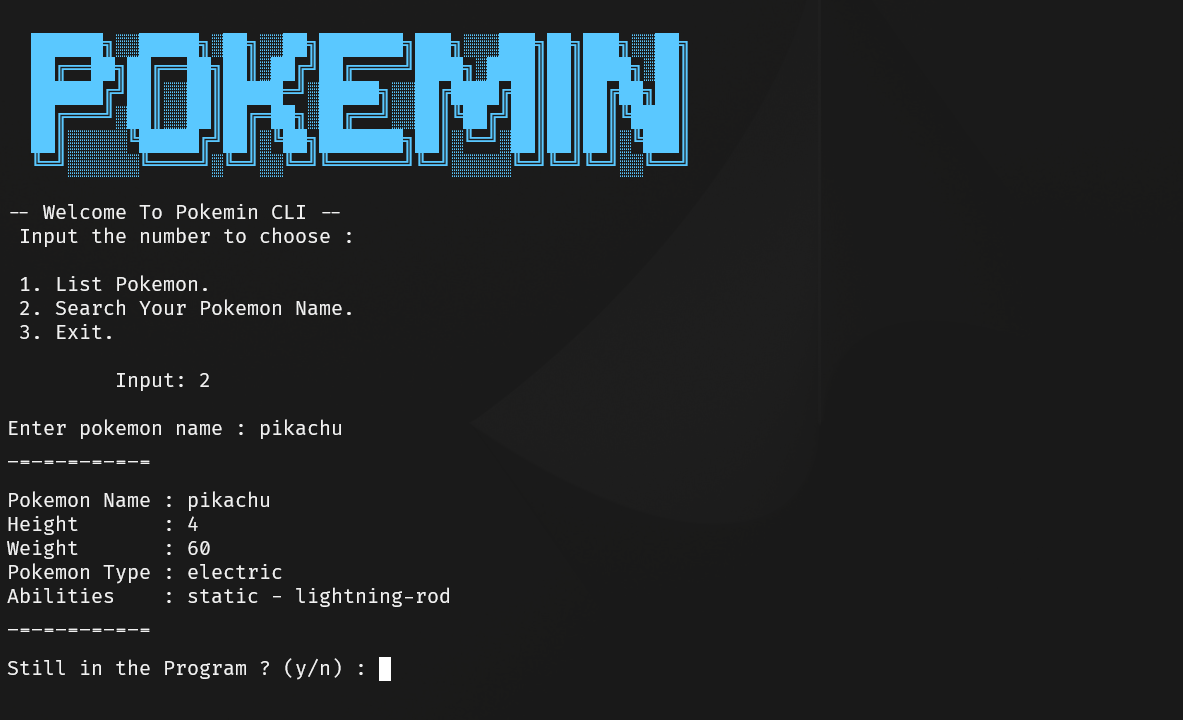 POKEMIN
-- Welcome To Pokemin CLI --
Input the number to choose :
1. List Pokemon.
2. Search Your Pokemon Name.
3. Exit.
Input: 2
Enter pokemon name : pikachu
-=-=-=-=-=-=
Pokemon Name : pikachu
Height       : 4
Weight       : 60
Pokemon Type : electric
Abilities    : static - lightning-rod
-=-=-=-=-=-=
Still in the Program ? (y/n) :